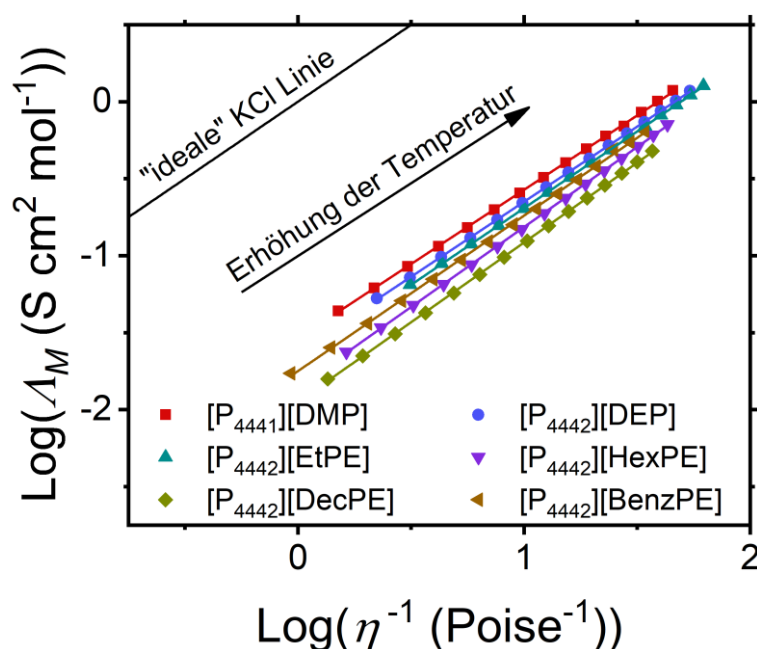 "ideale" KCl Linie
Erhöhung der Temperatur
Log(Λ_M (S cm² mol⁻¹))
0
-1
-2
[P₄₄₄₁][DMP] [P₄₄₄₂][DEP]
[P₄₄₄₂][EtPE] [P₄₄₄₂][HexPE]
[P₄₄₄₂][DecPE] [P₄₄₄₂][BenzPE]
0 1 2
Log(η⁻¹ (Poise⁻¹))